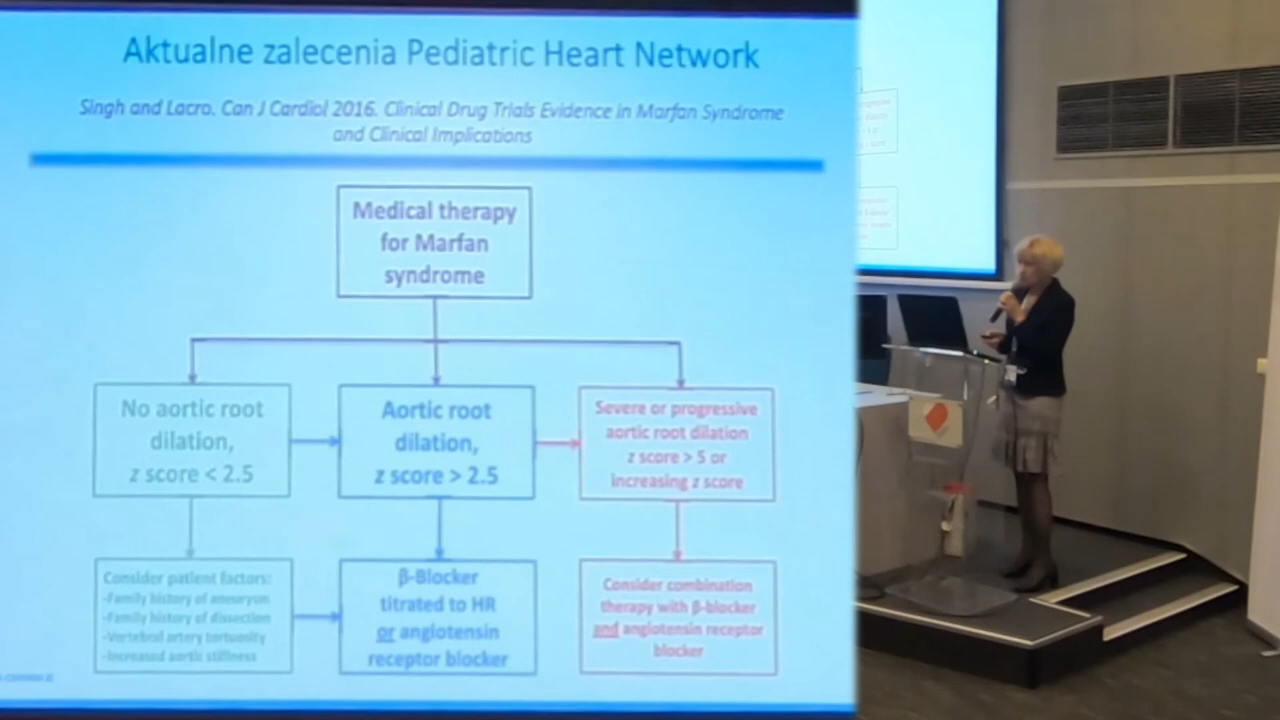 Aktualne zalecenia Pediatric Heart Network
Singh and Lacro. Can J Cardiol 2016. Clinical Drug Trials Evidence in Marfan Syndrome
and Clinical Implications
Medical therapy
for Marfan
syndrome
No aortic root
dilation,
z score < 2.5
Aortic root
dilation,
z score > 2.5
Severe or progressive
aortic root dilation
z score > 5 or
increasing z score
Consider patient factors:
-Family history of aneurysm
-Family history of dissection
-Vertebral artery tortuosity
-Increased aortic stiffness
β-Blocker
titrated to HR
or angiotensin
receptor blocker
Consider combination
therapy with β-blocker
and angiotensin receptor
blocker